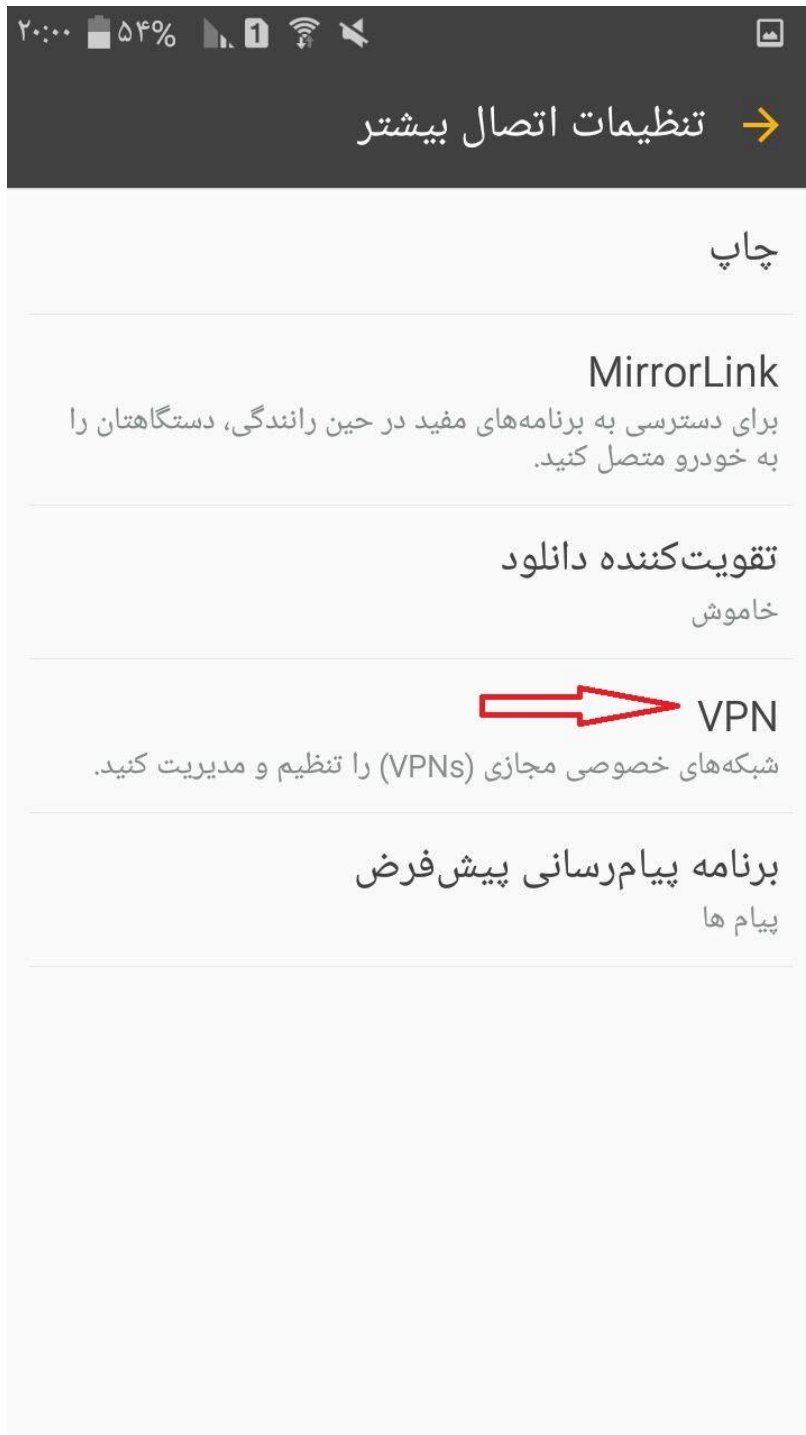 ۲۰:۰۰ ۵۴% 1
تنظیمات اتصال بیشتر
چاپ
MirrorLink
برای دسترسی به برنامه‌های مفید در حین رانندگی، دستگاهتان را
به خودرو متصل کنید.
تقویت‌کننده دانلود
خاموش
VPN
شبکه‌های خصوصی مجازی (VPNs) را تنظیم و مدیریت کنید.
برنامه پیام‌رسانی پیش‌فرض
پیام ها